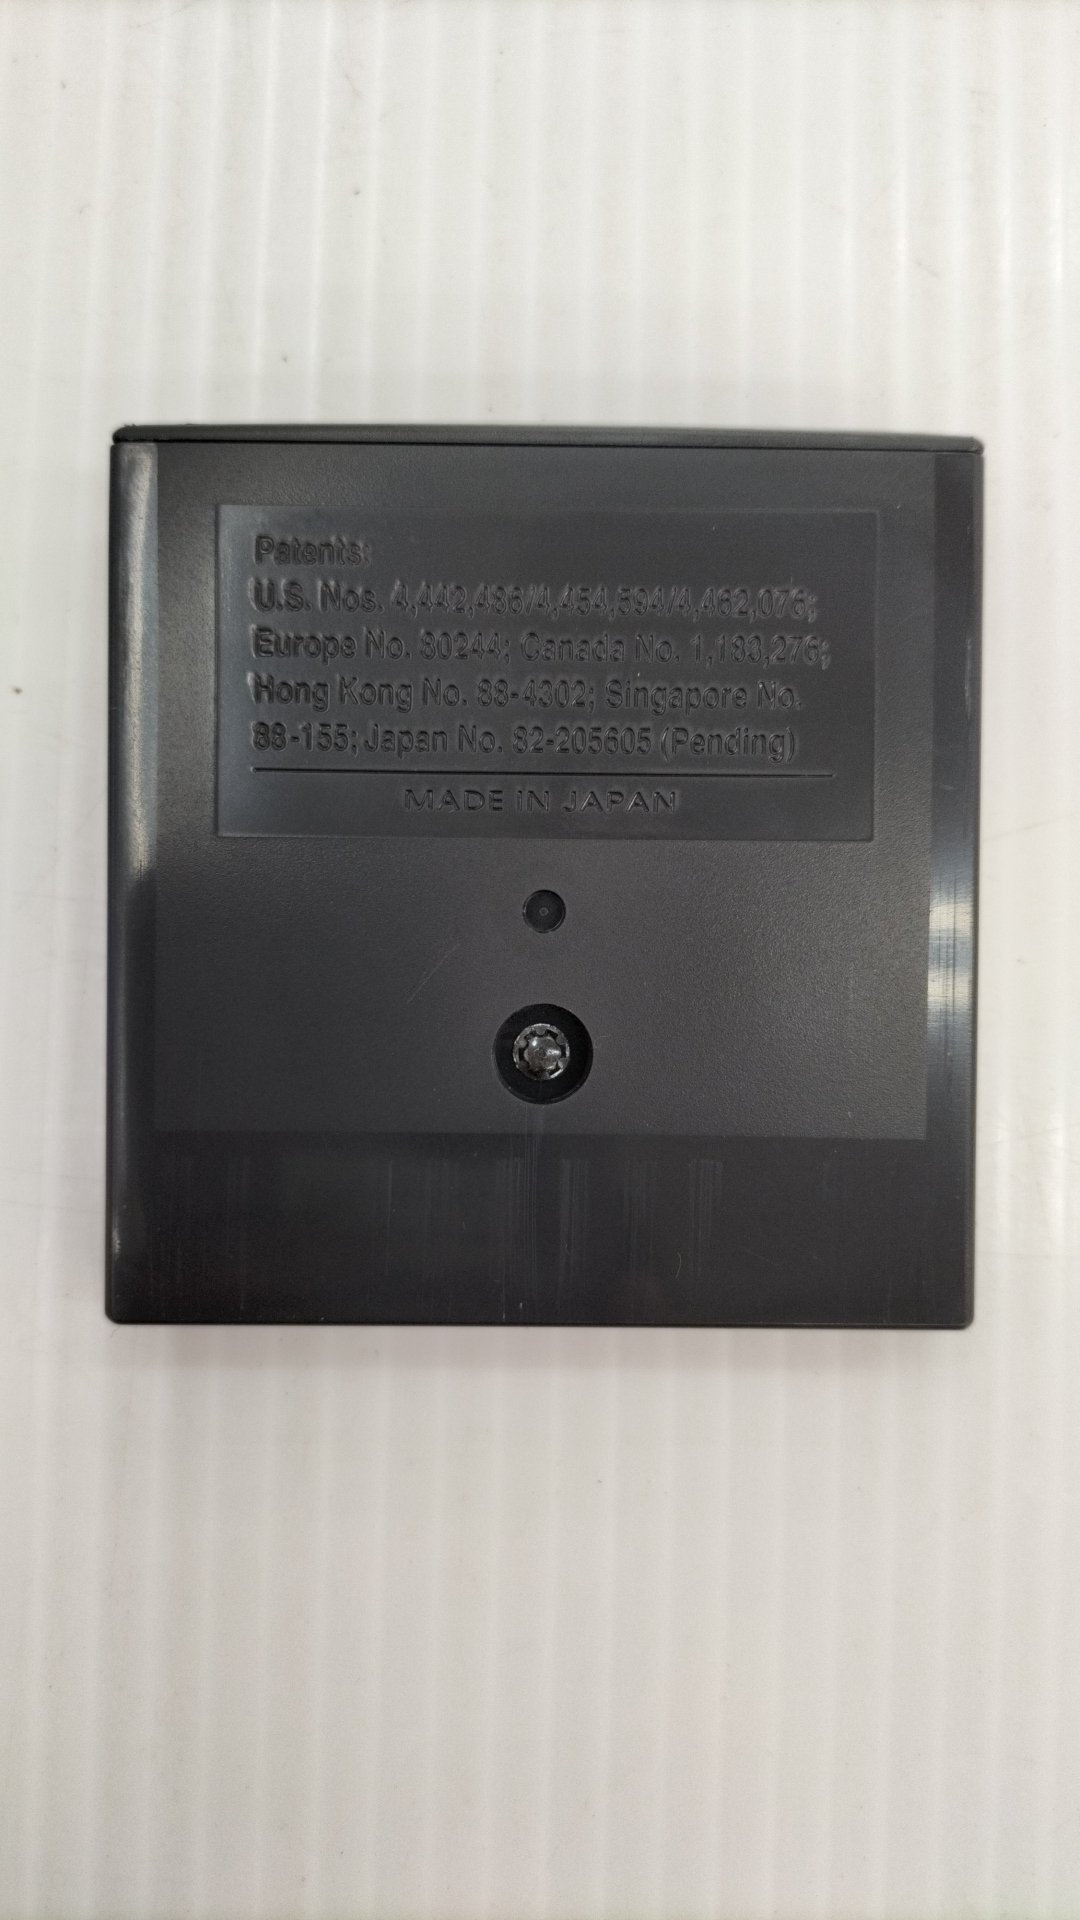 Patents:
U.S. Nos. 4,442,486/4,454,594/4,462,076;
Europe No. 80244; Canada No. 1,183,276;
Hong Kong No. 88-4302; Singapore No.
88-155; Japan No. 82-205605 (Pending)
MADE IN JAPAN